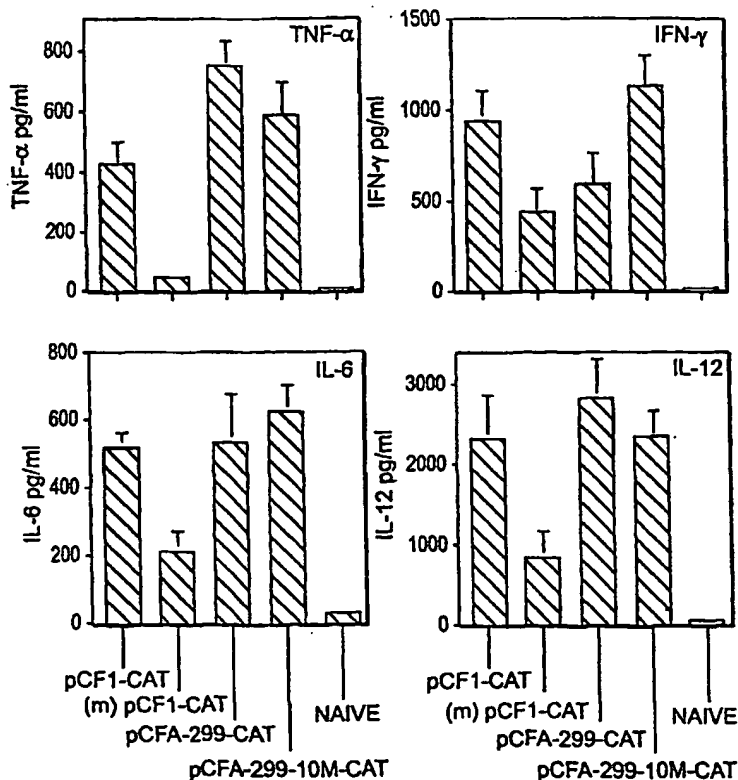 TNF-α
TNF-α pg/ml
800
600
400
200
0
IFN-γ
IFN-γ pg/ml
1500
1000
500
0
IL-6
IL-6 pg/ml
800
600
400
200
0
IL-12
IL-12 pg/ml
3000
2000
1000
0
pCF1-CAT
(m) pCF1-CAT
pCFA-299-CAT
pCFA-299-10M-CAT
NAIVE
pCF1-CAT
(m) pCF1-CAT
pCFA-299-CAT
pCFA-299-10M-CAT
NAIVE